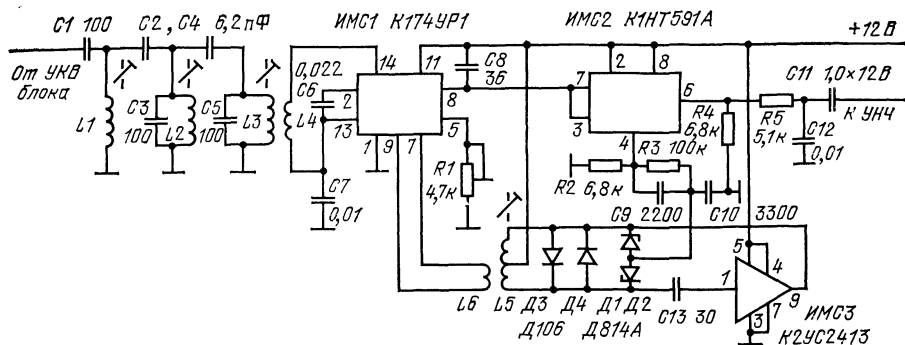 ИМС1 К174УР1
ИМС2 К1НТ591А
С1 100
С2, С4
6,2пФ
+12В
От УКВ
блока
14
11
С8
36
2
8
С11 1,0×12В
0,022
С6
2
8
7
6
R4
6,8к
R5
5,1к
К УНЧ
С3
100
С5
100
L1
L2
L3
L4
13
5
3
4
R3
100к
С12
0,01
1
9
7
R1
4,7к
R2
6,8к
С7
0,01
С9
2200
С10
3300
5
4
1
9
3
7
L6
L5
Д3
Д4
Д1
Д2
Д106
Д814А
С13 30
ИМС3
К2УС2413